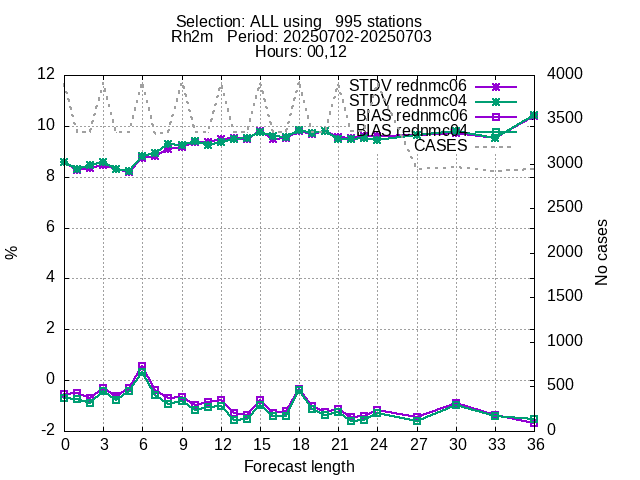 Selection: ALL using   995 stations
Rh2m   Period: 20250702-20250703
Hours: 00,12
STDV rednmc06
STDV rednmc04
BIAS rednmc06
BIAS rednmc04
CASES
12
10
8
6
4
2
0
-2
4000
3500
3000
2500
2000
1500
1000
500
0
%
No cases
0 3 6 9 12 15 18 21 24 27 30 33 36
Forecast length